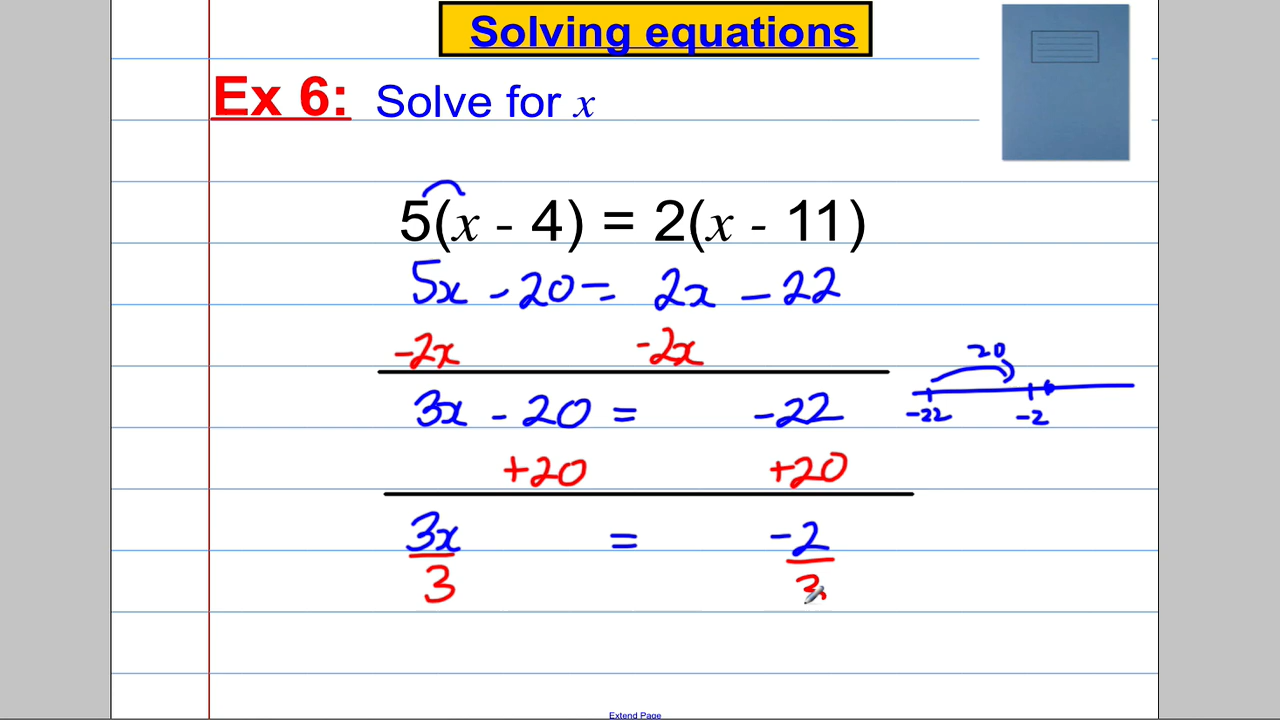 Solving equations
Ex 6: Solve for x
5(x - 4) = 2(x - 11)
5x - 20 = 2x - 22
-2x -2x
20
3x - 20 = -22
-22 -2
+20 +20
3x = -2
3 3
Extend Page